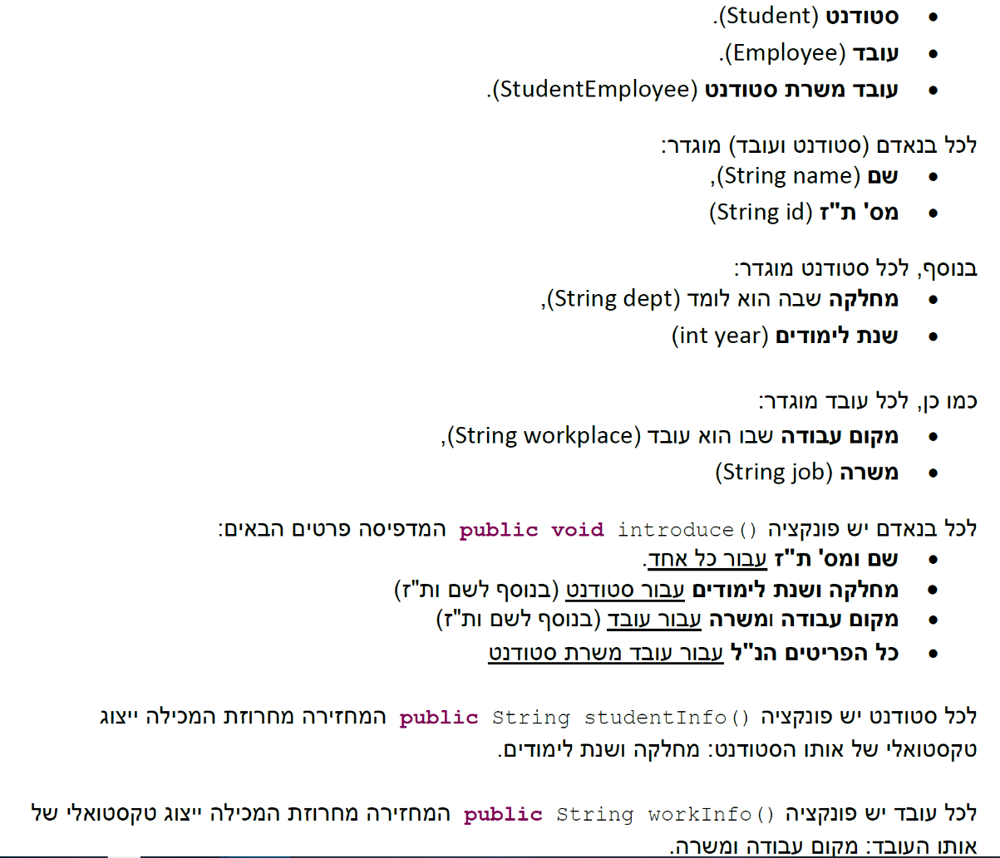 • סטודנט (Student).
• עובד (Employee).
• עובד משרת סטודנט (StudentEmployee).
לכל בנאדם (סטודנט ועובד) מוגדר:
• שם (String name),
• מס' ת"ז (String id)
בנוסף, לכל סטודנט מוגדר:
• מחלקה שבה הוא לומד (String dept),
• שנת לימודים (int year)
כמו כן, לכל עובד מוגדר:
• מקום עבודה שבו הוא עובד (String workplace),
• משרה (String job)
לכל בנאדם יש פונקציה public void introduce() המדפיסה פרטים הבאים:
• שם ומס' ת"ז עבור כל אחד.
• מחלקה ושנת לימודים עבור סטודנט (בנוסף לשם ות"ז)
• מקום עבודה ומשרה עבור עובד (בנוסף לשם ות"ז)
• כל הפריטים הנ"ל עבור עובד משרת סטודנט
לכל סטודנט יש פונקציה public String studentInfo() המחזירה מחרוזת המכילה ייצוג
טקסטואלי של אותו הסטודנט: מחלקה ושנת לימודים.
לכל עובד יש פונקציה public String workInfo() המחזירה מחרוזת המכילה ייצוג טקסטואלי של
אותו העובד: מקום עבודה ומשרה.